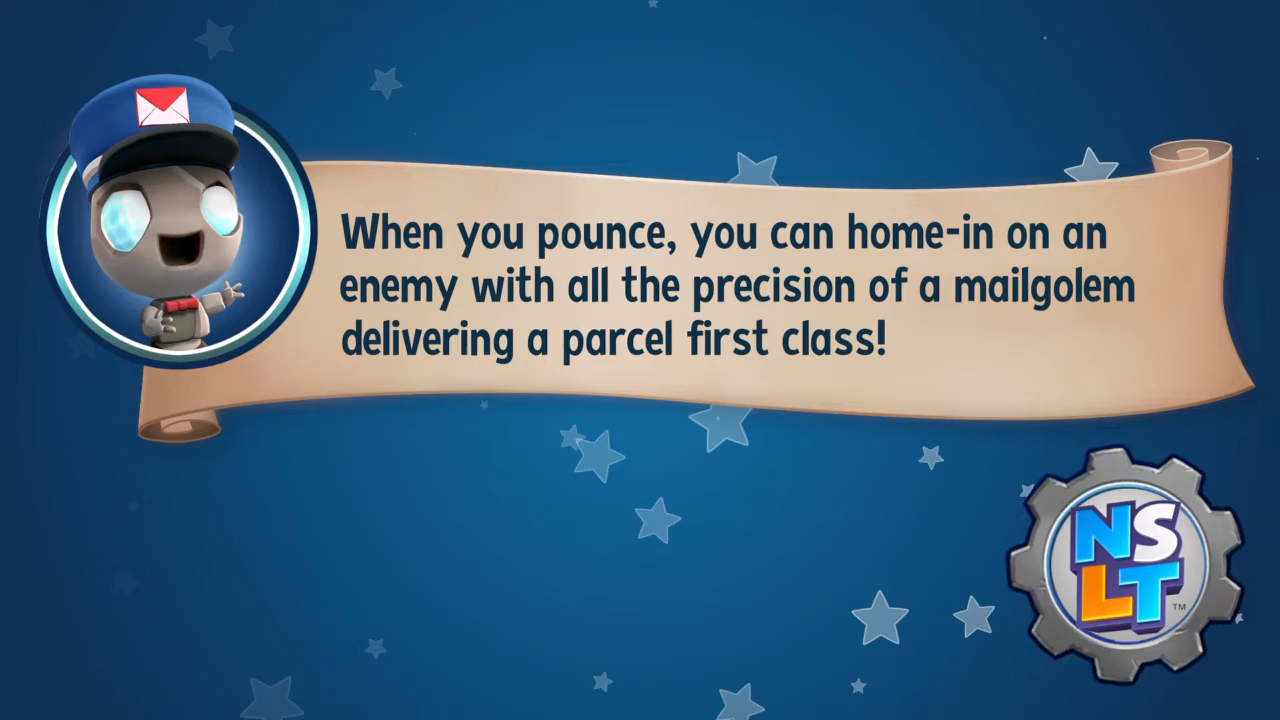 When you pounce, you can home-in on an
enemy with all the precision of a mailgolem
delivering a parcel first class!
NS
LT
TM